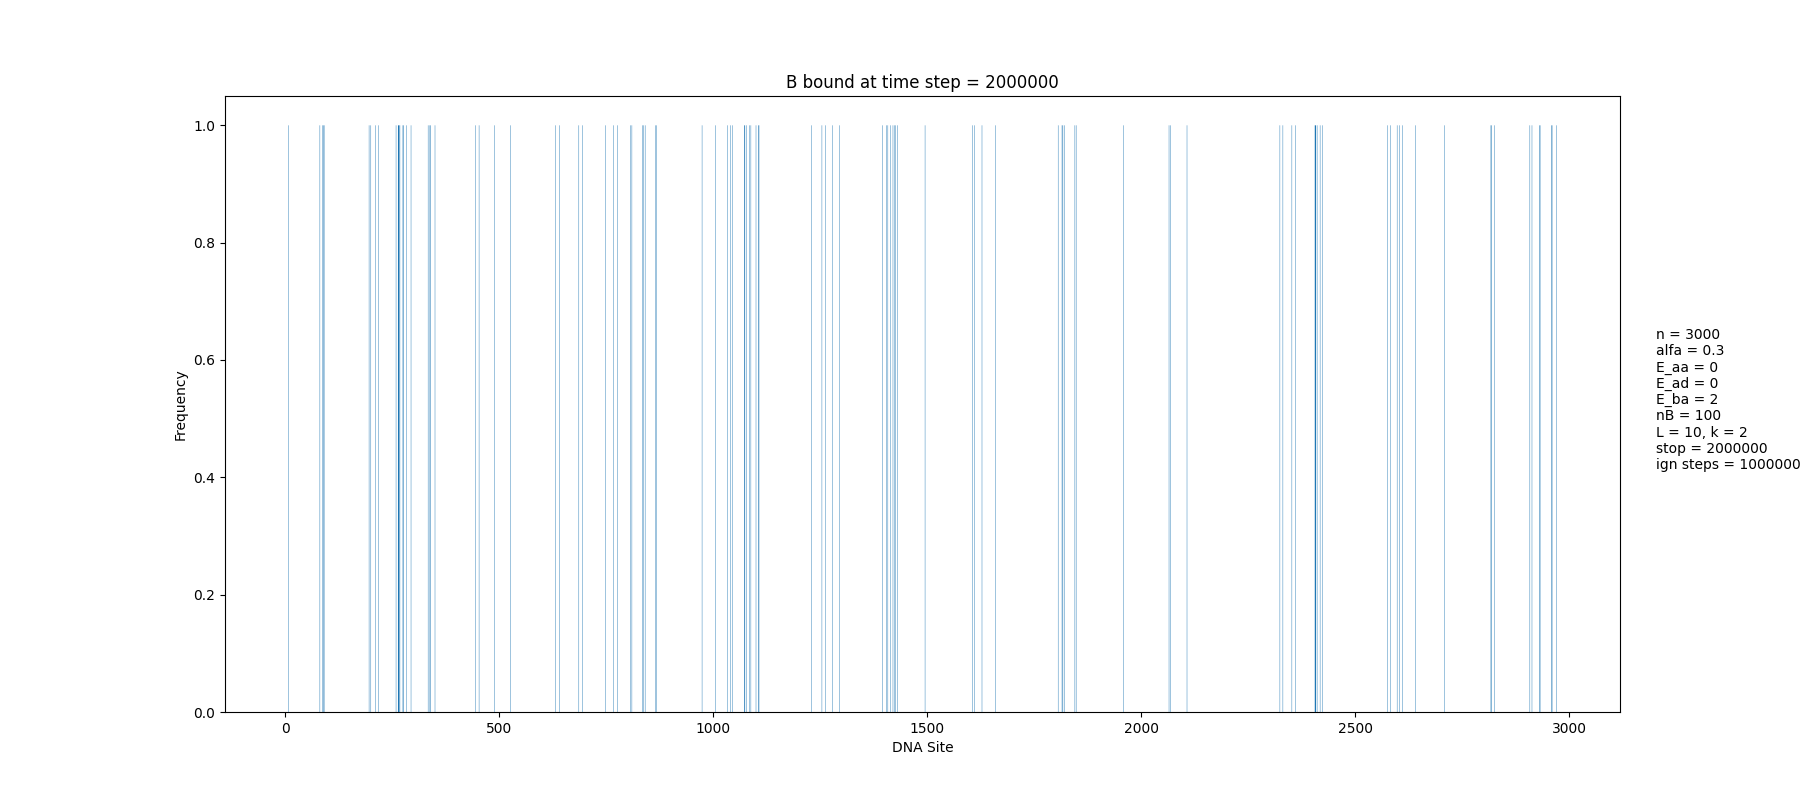 B bound at time step = 2000000
1.0
0.8
0.6
0.4
0.2
0.0
Frequency
0 500 1000 1500 2000 2500 3000
DNA Site
n = 3000
alfa = 0.3
E_aa = 0
E_ad = 0
E_ba = 2
nB = 100
L = 10, k = 2
stop = 2000000
ign steps = 1000000